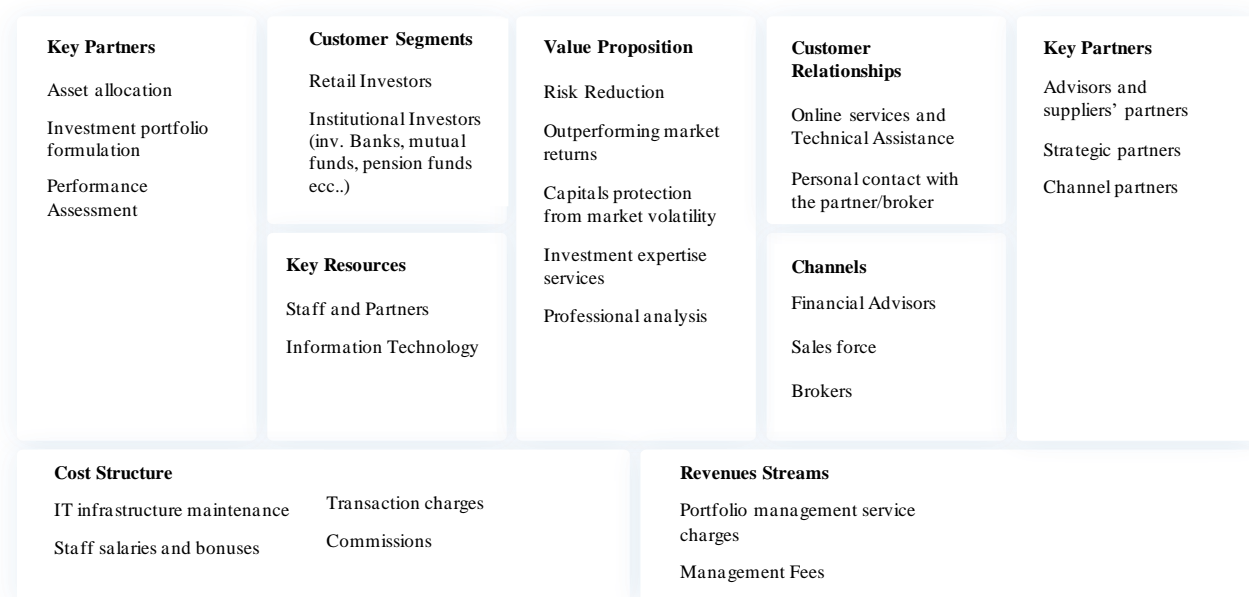 Key Partners
Asset allocation
Investment portfolio
formulation
Performance
Assessment
Customer Segments
Retail Investors
Institutional Investors
(inv. Banks, mutual
funds, pension funds
ecc..)
Key Resources
Staff and Partners
Information Technology
Value Proposition
Risk Reduction
Outperforming market
returns
Capitals protection
from market volatility
Investment expertise
services
Professional analysis
Customer
Relationships
Online services and
Technical Assistance
Personal contact with
the partner/broker
Channels
Financial Advisors
Sales force
Brokers
Key Partners
Advisors and
suppliers’ partners
Strategic partners
Channel partners
Cost Structure
IT infrastructure maintenance
Staff salaries and bonuses
Transaction charges
Commissions
Revenues Streams
Portfolio management service
charges
Management Fees